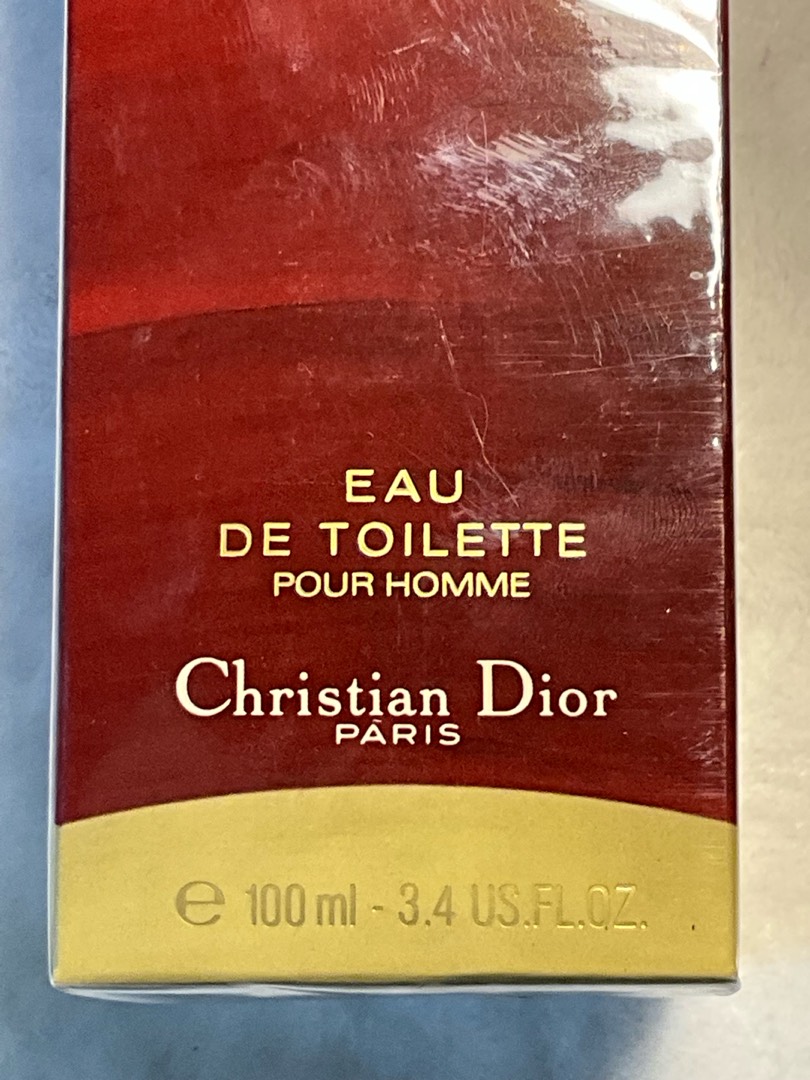 EAU
DE TOILETTE
POUR HOMME
Christian Dior
PARIS
℮ 100 ml - 3.4 US.FL.OZ.